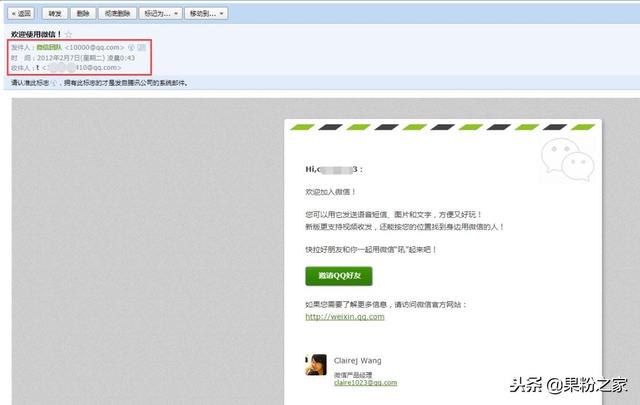 « 返回 转发 删除 彻底删除 标记为... 移动到...
欢迎使用微信！
发件人：微信团队 <10000@qq.com>
时　间：2012年2月7日(星期二) 凌晨0:43
收件人：t 410@qq.com>
请认准此标志，拥有此标志的才是发自腾讯公司的系统邮件。
Hi,c 3：
欢迎加入微信！
您可以用它发送语音短信、图片和文字，方便又好玩！
新版更支持视频收发，还能按您的位置找到身边用微信的人！
快拉好朋友和你一起用微信"吼"起来吧！
邀请QQ好友
如果您需要了解更多信息，请访问微信官方网站：
http://weixin.qq.com
Clairej Wang
微信产品经理
claire1023@qq.com
头条@果粉之家